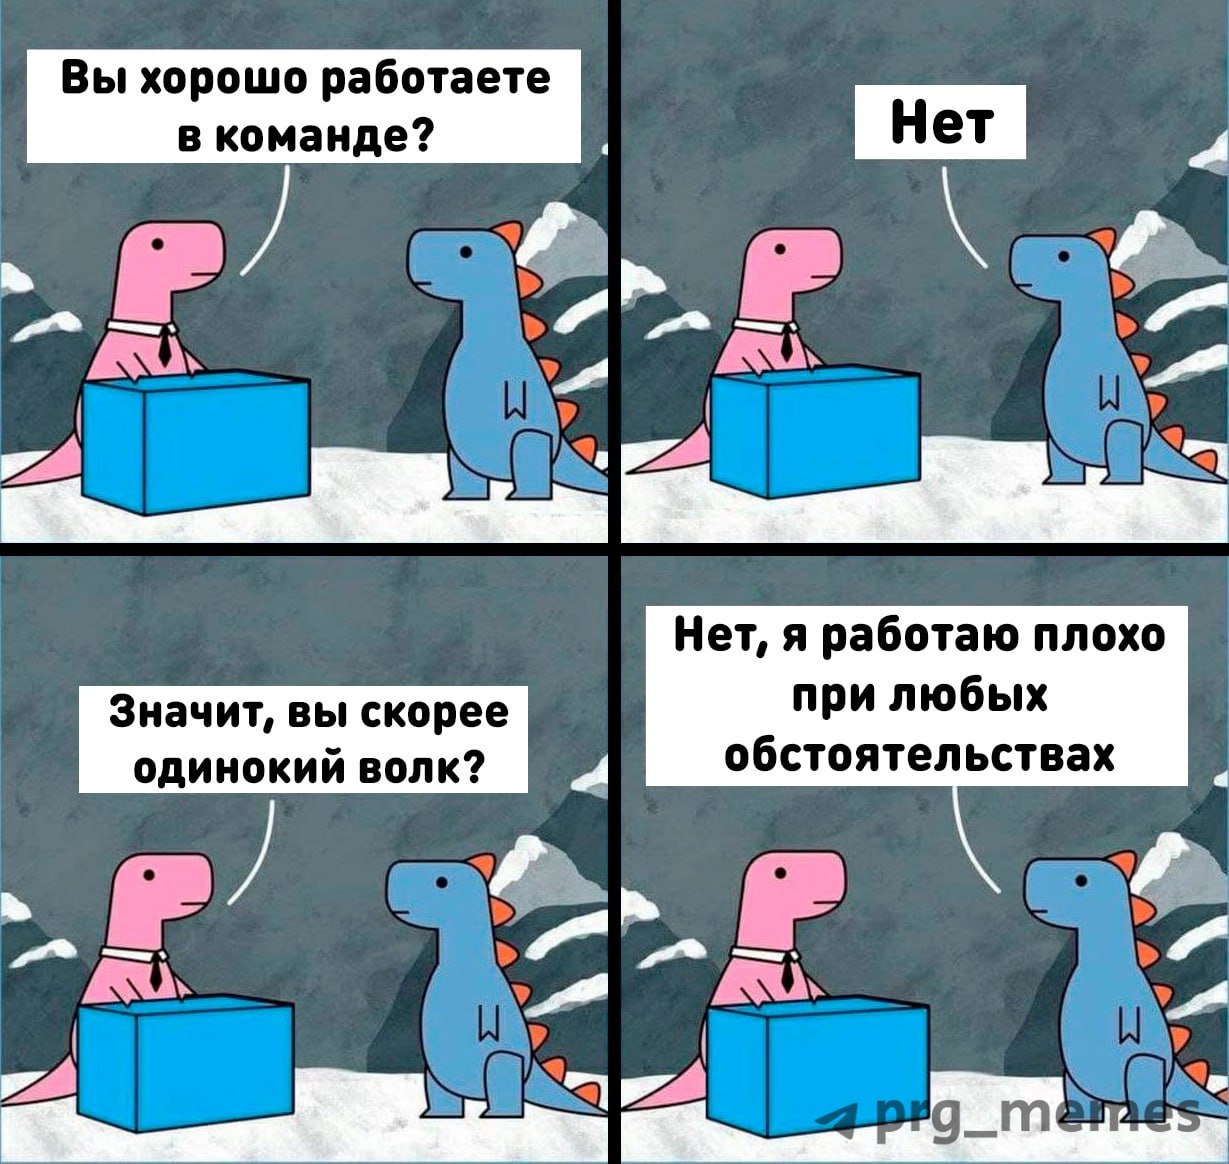 Вы хорошо работаете
в команде?
Нет
Значит, вы скорее
одинокий волк?
Нет, я работаю плохо
при любых
обстоятельствах
prg_memes